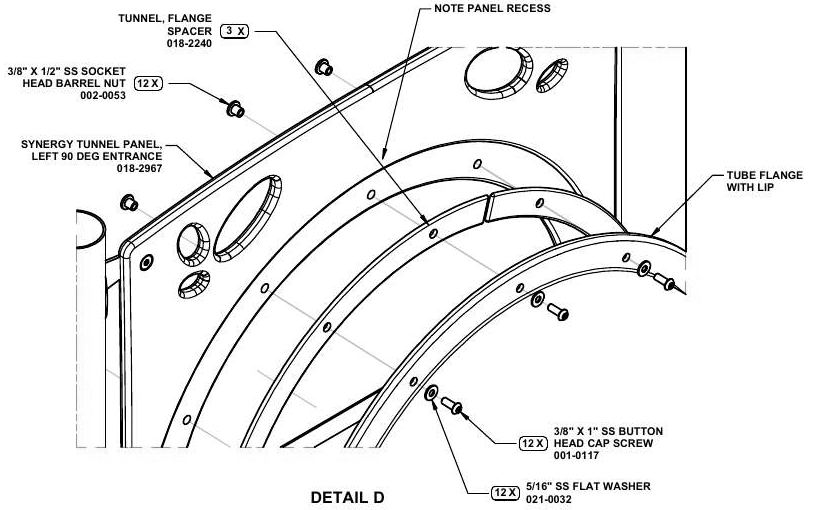 NOTE PANEL RECESS
TUNNEL, FLANGE
SPACER 3 X
018-2240
3/8" X 1/2" SS SOCKET
HEAD BARREL NUT 12 X
002-0053
SYNERGY TUNNEL PANEL,
LEFT 90 DEG ENTRANCE
018-2967
TUBE FLANGE
WITH LIP
3/8" X 1" SS BUTTON
12 X HEAD CAP SCREW
001-0117
12 X 5/16" SS FLAT WASHER
021-0032
DETAIL D